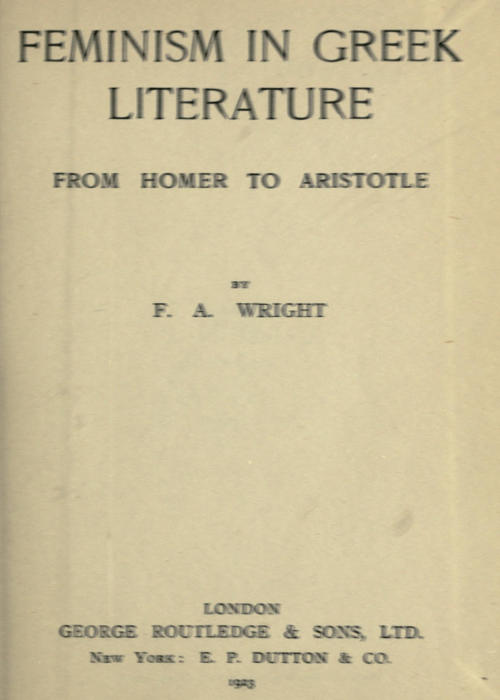 FEMINISM IN GREEK
LITERATURE
FROM HOMER TO ARISTOTLE
BY
F. A. WRIGHT
LONDON
GEORGE ROUTLEDGE & SONS, LTD.
NEW YORK: E. P. DUTTON & CO.
1923